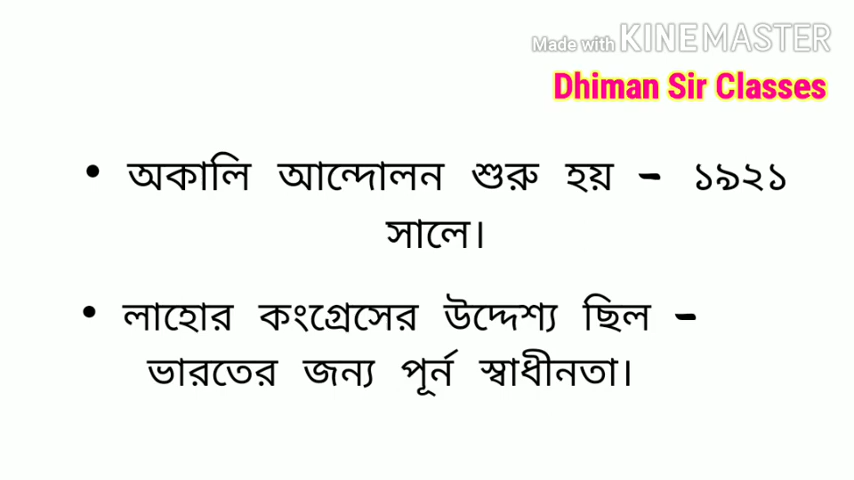 Made with KINEMASTER
Dhiman Sir Classes
• অকালি আন্দোলন শুরু হয় - ১৯২১
সালে।
• লাহোর কংগ্রেসের উদ্দেশ্য ছিল -
ভারতের জন্য পূর্ন স্বাধীনতা।